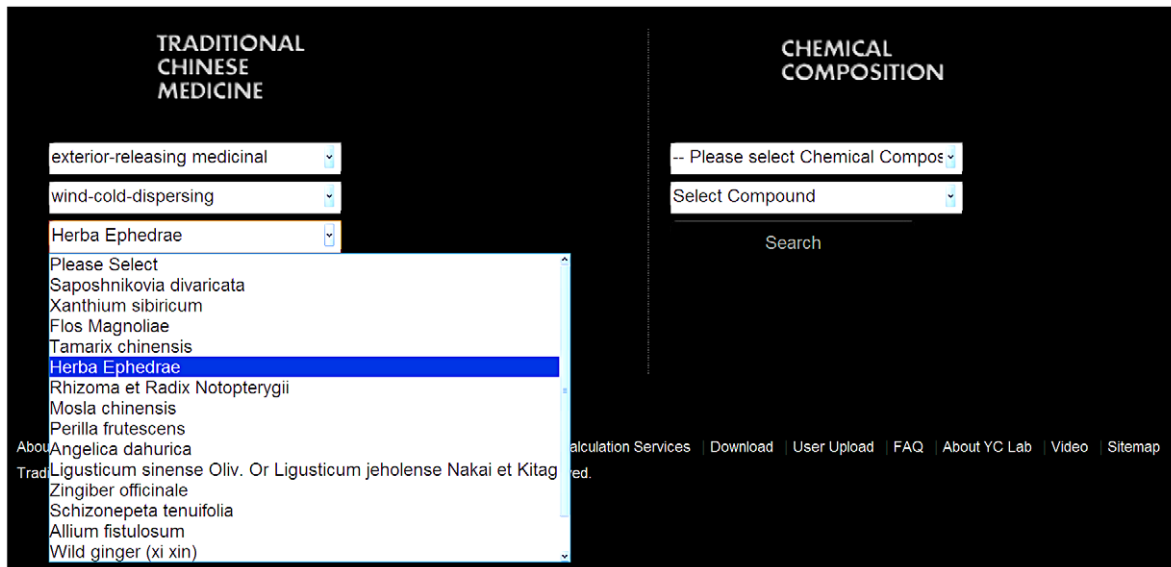 TRADITIONAL
CHINESE
MEDICINE
exterior-releasing medicinal
wind-cold-dispersing
Herba Ephedrae
Please Select
Saposhnikovia divaricata
Xanthium sibiricum
Flos Magnoliae
Tamarix chinensis
Herba Ephedrae
Rhizoma et Radix Notopterygii
Mosla chinensis
Perilla frutescens
Angelica dahurica
Ligusticum sinense Oliv. Or Ligusticum jeholense Nakai et Kitag
Zingiber officinale
Schizonepeta tenuifolia
Allium fistulosum
Wild ginger (xi xin)
CHEMICAL
COMPOSITION
-- Please select Chemical Compos
Select Compound
Search
Abou alculation Services | Download | User Upload | FAQ | About YC Lab | Video | Sitemap
Tradi ved.